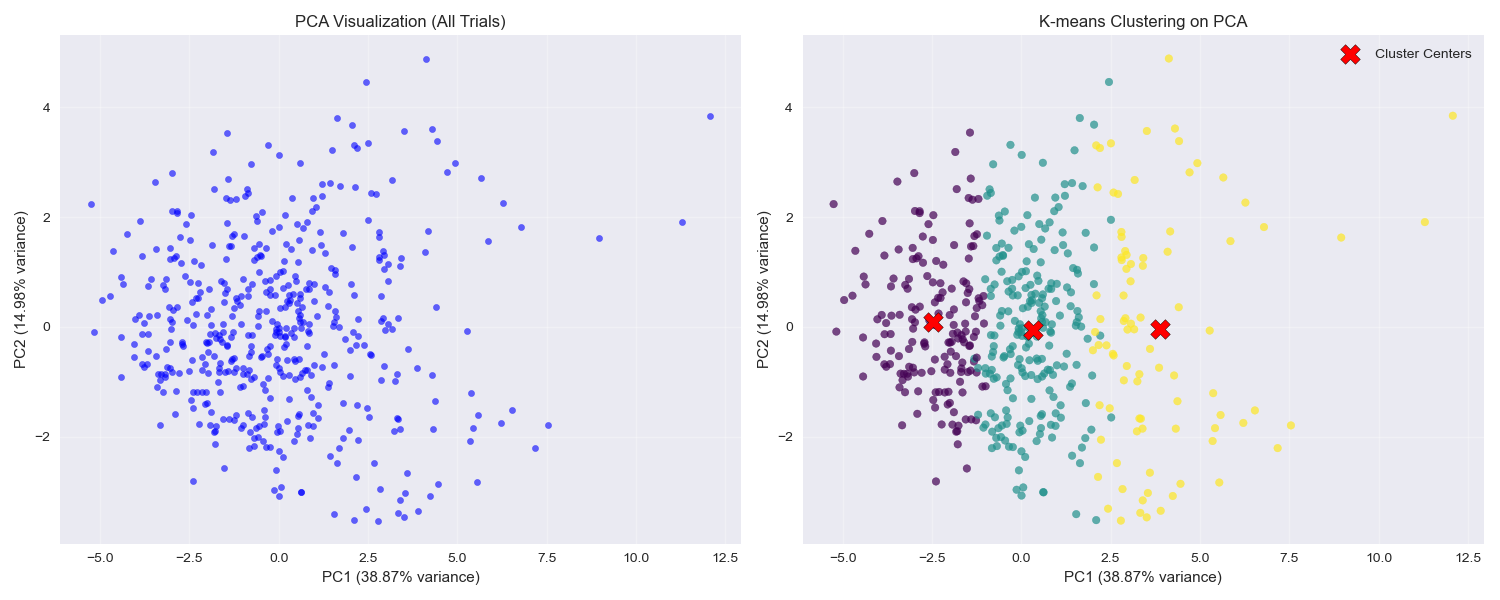 PCA Visualization (All Trials)
PC2 (14.98% variance)
4
2
0
−2
−5.0 −2.5 0.0 2.5 5.0 7.5 10.0 12.5
PC1 (38.87% variance)
K-means Clustering on PCA
Cluster Centers
PC2 (14.98% variance)
4
2
0
−2
−5.0 −2.5 0.0 2.5 5.0 7.5 10.0 12.5
PC1 (38.87% variance)